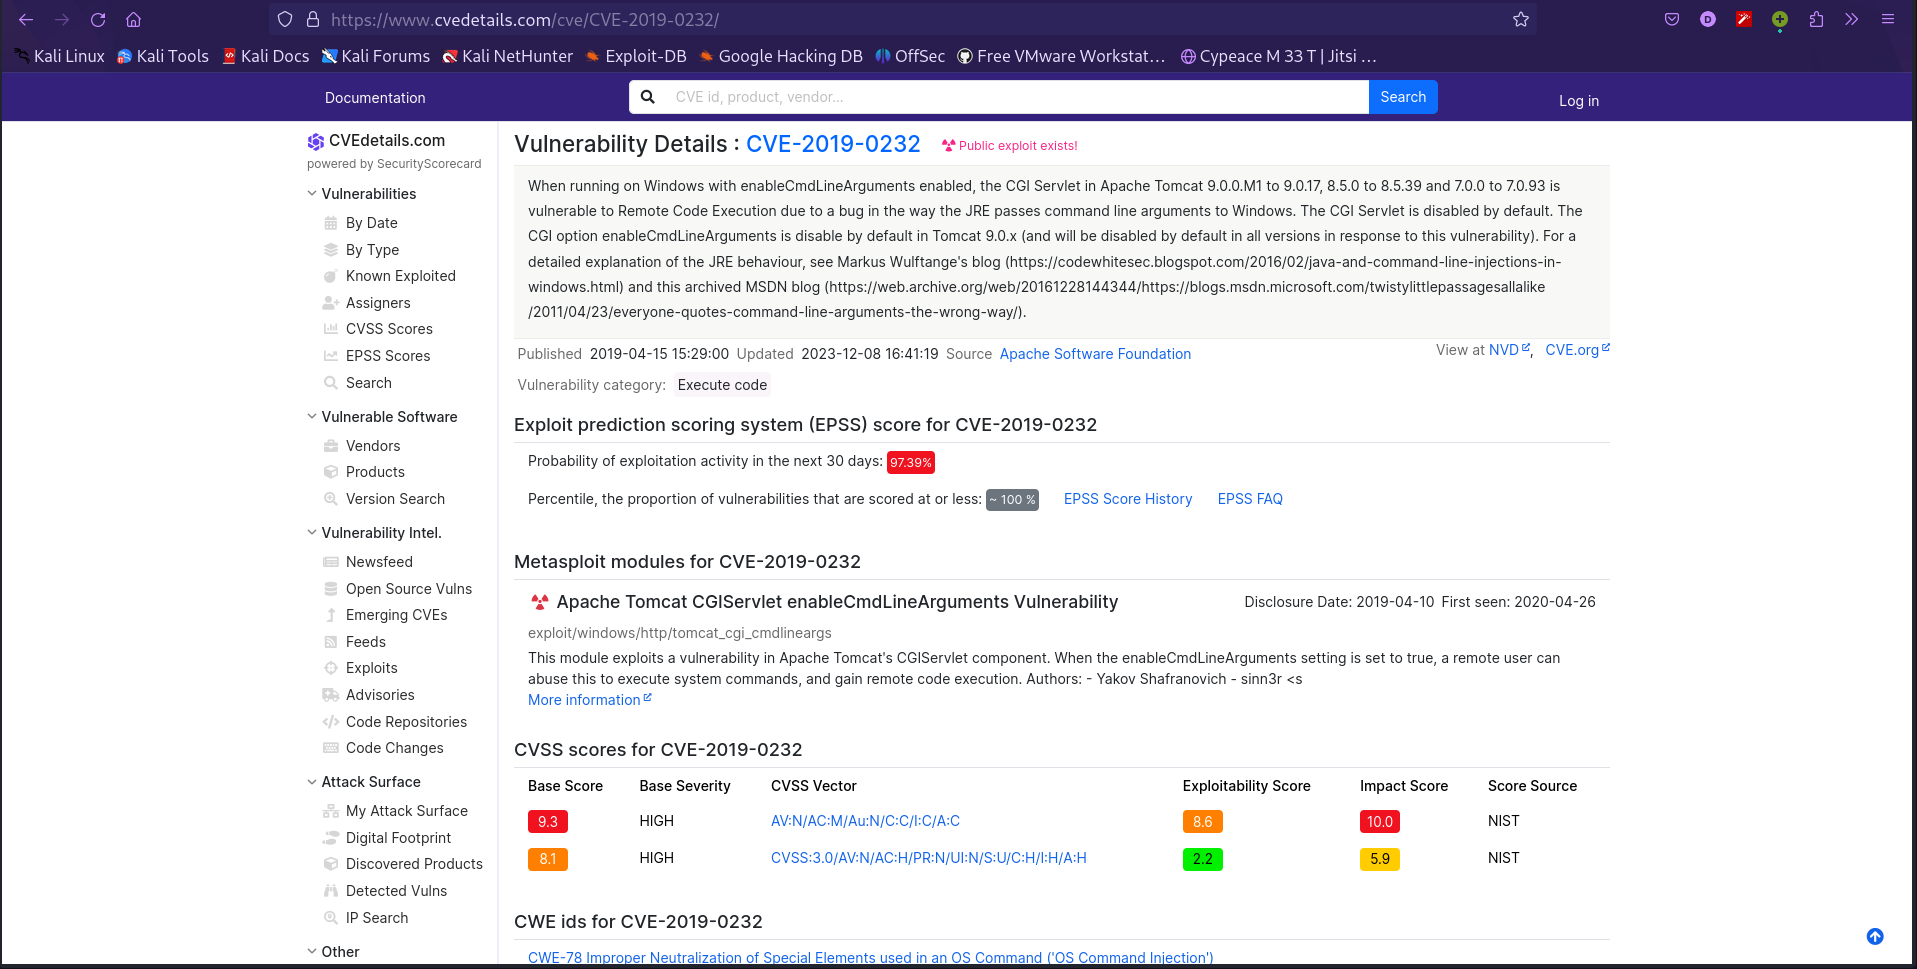 https://www.cvedetails.com/cve/CVE-2019-0232/
Kali Linux Kali Tools Kali Docs Kali Forums Kali NetHunter Exploit-DB Google Hacking DB OffSec Free VMware Workstat… Cypeace M 33 T | Jitsi …
Documentation CVE id, product, vendor... Search Log in
CVEdetails.com
powered by SecurityScorecard
Vulnerabilities
By Date
By Type
Known Exploited
Assigners
CVSS Scores
EPSS Scores
Search
Vulnerable Software
Vendors
Products
Version Search
Vulnerability Intel.
Newsfeed
Open Source Vulns
Emerging CVEs
Feeds
Exploits
Advisories
Code Repositories
Code Changes
Attack Surface
My Attack Surface
Digital Footprint
Discovered Products
Detected Vulns
IP Search
Other
Vulnerability Details : CVE-2019-0232 Public exploit exists!
When running on Windows with enableCmdLineArguments enabled, the CGI Servlet in Apache Tomcat 9.0.0.M1 to 9.0.17, 8.5.0 to 8.5.39 and 7.0.0 to 7.0.93 is
vulnerable to Remote Code Execution due to a bug in the way the JRE passes command line arguments to Windows. The CGI Servlet is disabled by default. The
CGI option enableCmdLineArguments is disable by default in Tomcat 9.0.x (and will be disabled by default in all versions in response to this vulnerability). For a
detailed explanation of the JRE behaviour, see Markus Wulftange's blog (https://codewhitesec.blogspot.com/2016/02/java-and-command-line-injections-in-
windows.html) and this archived MSDN blog (https://web.archive.org/web/20161228144344/https://blogs.msdn.microsoft.com/twistylittlepassagesallalike
/2011/04/23/everyone-quotes-command-line-arguments-the-wrong-way/).
Published 2019-04-15 15:29:00 Updated 2023-12-08 16:41:19 Source Apache Software Foundation View at NVD, CVE.org
Vulnerability category: Execute code
Exploit prediction scoring system (EPSS) score for CVE-2019-0232
Probability of exploitation activity in the next 30 days: 97.39%
Percentile, the proportion of vulnerabilities that are scored at or less: ~ 100 % EPSS Score History EPSS FAQ
Metasploit modules for CVE-2019-0232
Apache Tomcat CGIServlet enableCmdLineArguments Vulnerability Disclosure Date: 2019-04-10 First seen: 2020-04-26
exploit/windows/http/tomcat_cgi_cmdlineargs
This module exploits a vulnerability in Apache Tomcat's CGIServlet component. When the enableCmdLineArguments setting is set to true, a remote user can
abuse this to execute system commands, and gain remote code execution. Authors: - Yakov Shafranovich - sinn3r <s
More information
CVSS scores for CVE-2019-0232
Base Score Base Severity CVSS Vector Exploitability Score Impact Score Score Source
9.3 HIGH AV:N/AC:M/Au:N/C:C/I:C/A:C 8.6 10.0 NIST
8.1 HIGH CVSS:3.0/AV:N/AC:H/PR:N/UI:N/S:U/C:H/I:H/A:H 2.2 5.9 NIST
CWE ids for CVE-2019-0232
CWE-78 Improper Neutralization of Special Elements used in an OS Command ('OS Command Injection')